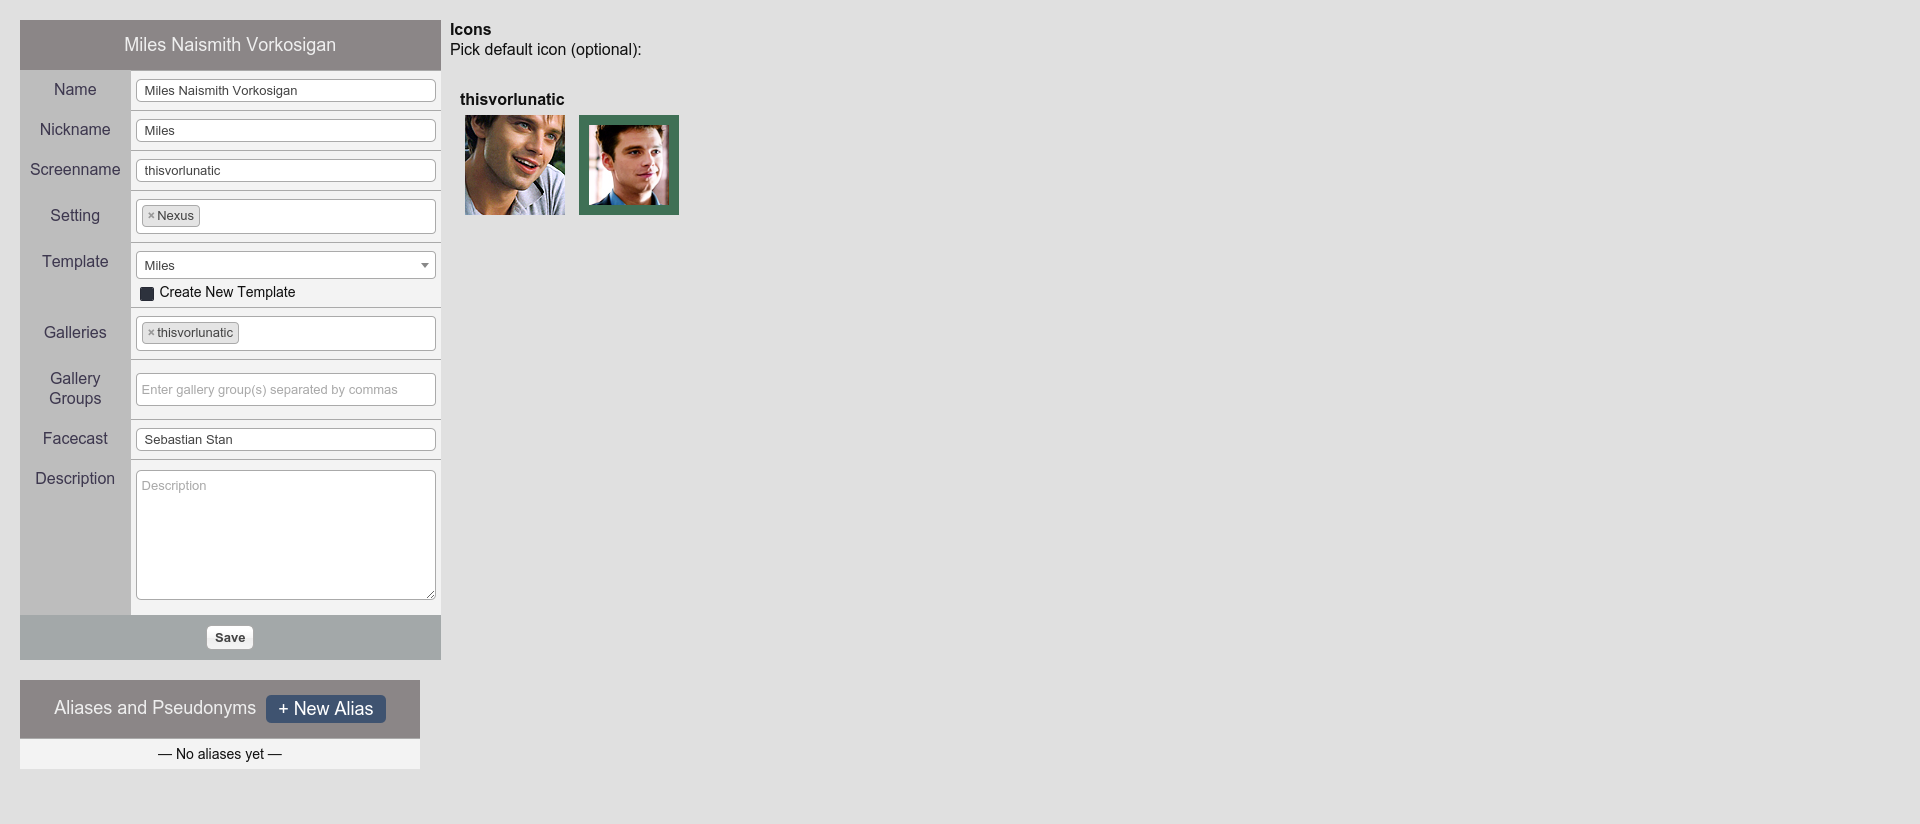 Miles Naismith Vorkosigan
Name
Miles Naismith Vorkosigan
Nickname
Miles
Screenname
thisvorlunatic
Setting
×Nexus
Template
Miles
Create New Template
Galleries
×thisvorlunatic
Gallery
Groups
Enter gallery group(s) separated by commas
Facecast
Sebastian Stan
Description
Description
Save
Aliases and Pseudonyms
+ New Alias
— No aliases yet —
Icons
Pick default icon (optional):
thisvorlunatic